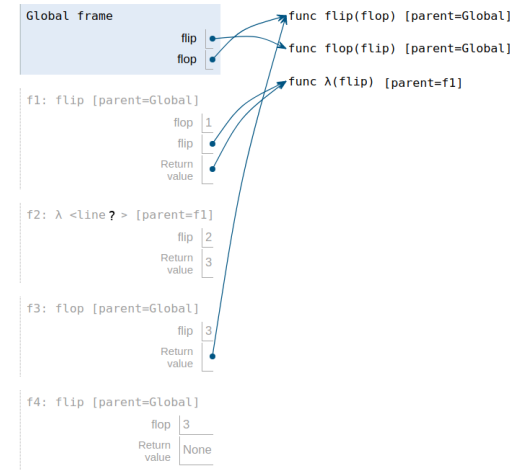 Global frame
flip
flop
func flip(flop) [parent=Global]
func flop(flip) [parent=Global]
func λ(flip) [parent=f1]
f1: flip [parent=Global]
flop 1
flip
Return
value
f2: λ <line ? > [parent=f1]
flip 2
Return
value 3
f3: flop [parent=Global]
flip 3
Return
value
f4: flip [parent=Global]
flop 3
Return
value None